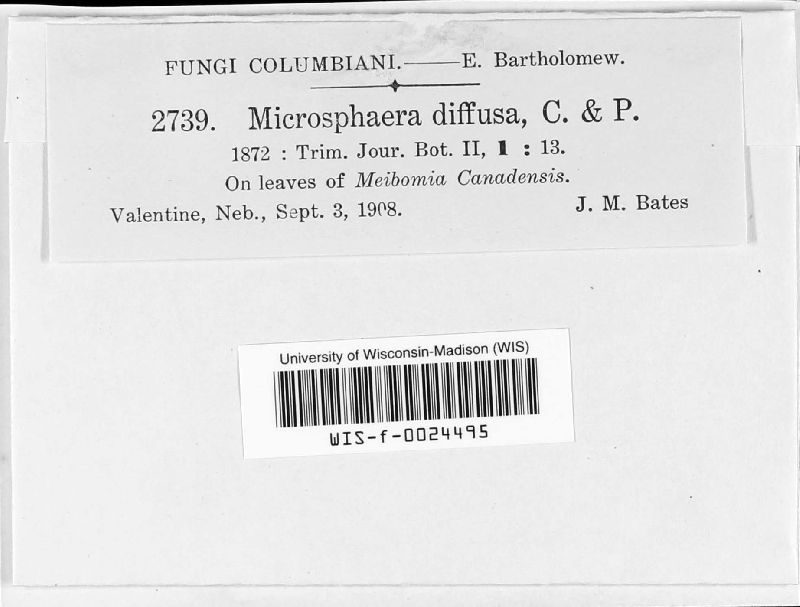 FUNGI COLUMBIANI.——E. Bartholomew.
2739. Microsphaera diffusa, C. & P.
1872 : Trim. Jour. Bot. II, 1 : 13.
On leaves of Meibomia Canadensis.
Valentine, Neb., Sept. 3, 1908. J. M. Bates
University of Wisconsin-Madison (WIS)
WIS-f-0024495